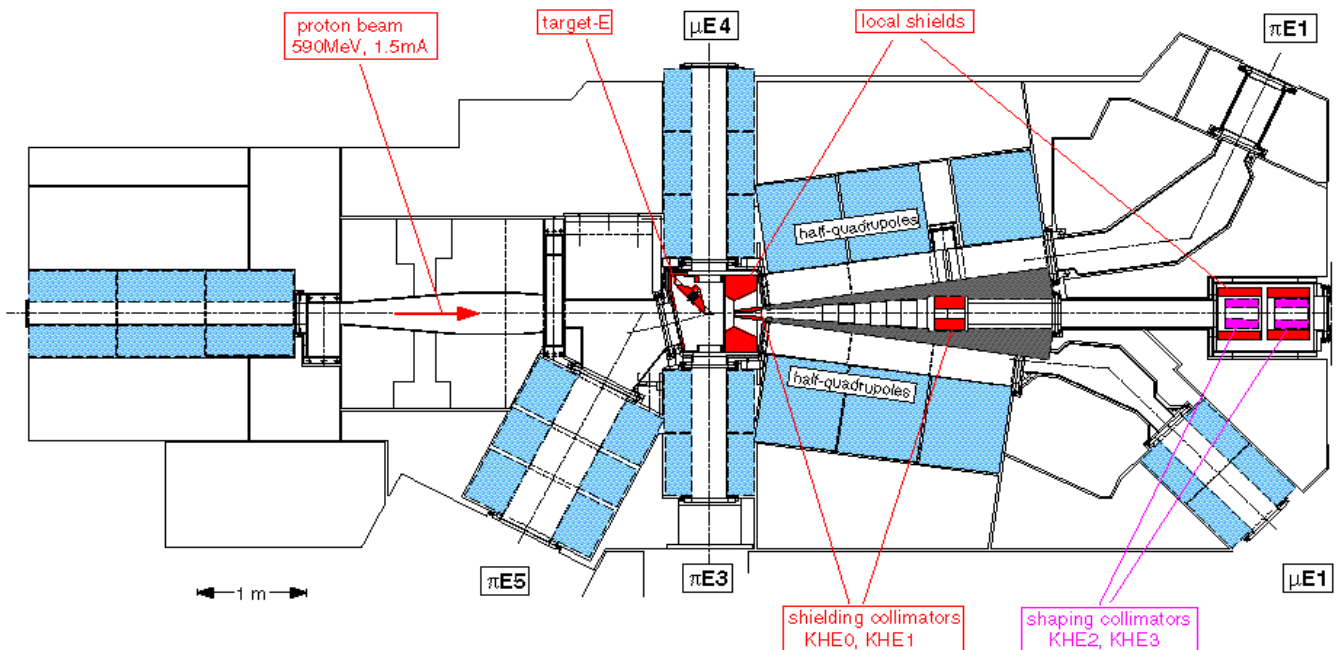 proton beam
590MeV, 1.5mA
target-E
μE4
local shields
πE1
half-quadrupoles
half-quadrupoles
1 m
πE5
πE3
μE1
shielding collimators
KHE0, KHE1
shaping collimators
KHE2, KHE3